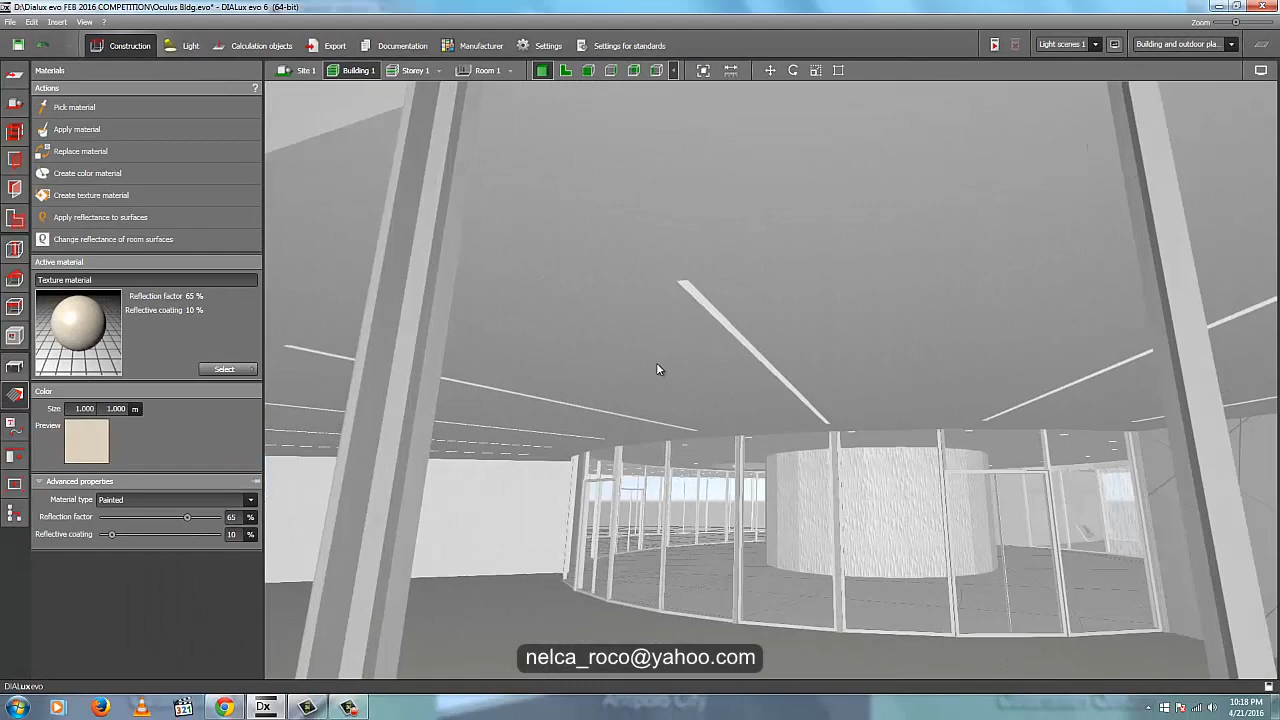 D:\Dialux evo FEB 2016 COMPETITION\Oculus Bldg.evo* - DIALux evo 6 (64-bit)
File Edit Insert View ?
Zoom
Construction Light Calculation objects Export Documentation Manufacturer Settings Settings for standards
Light scenes 1 Building and outdoor pla...
Materials
Site 1 Building 1 Storey 1 Room 1
Actions ?
Pick material
Apply material
Replace material
Create color material
Create texture material
Apply reflectance to surfaces
Change reflectance of room surfaces
Active material
Texture material
Reflection factor 65 %
Reflective coating 10 %
Select
Color
Size 1.000 1.000 m
Preview
Advanced properties
Material type Painted
Reflection factor 65 %
Reflective coating 10 %
nelca_roco@yahoo.com
DIALux evo
321
Dx
10:18 PM
4/21/2016